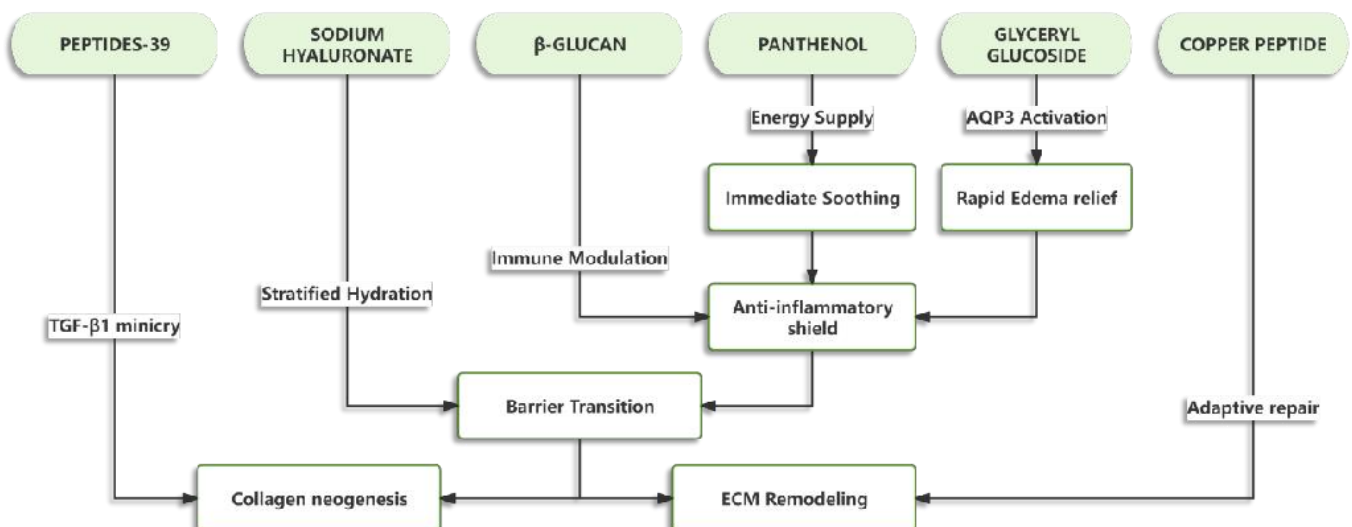 PEPTIDES-39
SODIUM
HYALURONATE
β-GLUCAN
PANTHENOL
GLYCERYL
GLUCOSIDE
COPPER PEPTIDE
Energy Supply
AQP3 Activation
Immediate Soothing
Rapid Edema relief
Immune Modulation
Stratified Hydration
Anti-inflammatory
shield
TGF-β1 minicry
Barrier Transition
Adaptive repair
Collagen neogenesis
ECM Remodeling